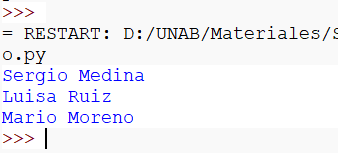 >>>
= RESTART: D:/UNAB/Materiales/S
o.py
Sergio Medina
Luisa Ruiz
Mario Moreno
>>>